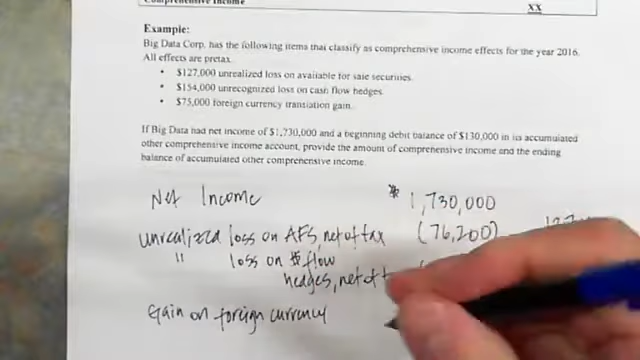 Comprehensive Income
XX
Example:
Big Data Corp. has the following items that classify as comprehensive income effects for the year 2016.
All effects are pretax.
• $127,000 unrealized loss on available for sale securities.
• $154,000 unrecognized loss on cash flow hedges.
• $75,000 foreign currency translation gain.
If Big Data had net income of $1,730,000 and a beginning debit balance of $130,000 in its accumulated
other comprehensive income account, provide the amount of comprehensive income and the ending
balance of accumulated other comprehensive income.
Net Income $ 1,730,000
unrealized loss on AFS, net of tax (76,200)
" loss on $ flow
hedges, net of t
Gain on foreign currency